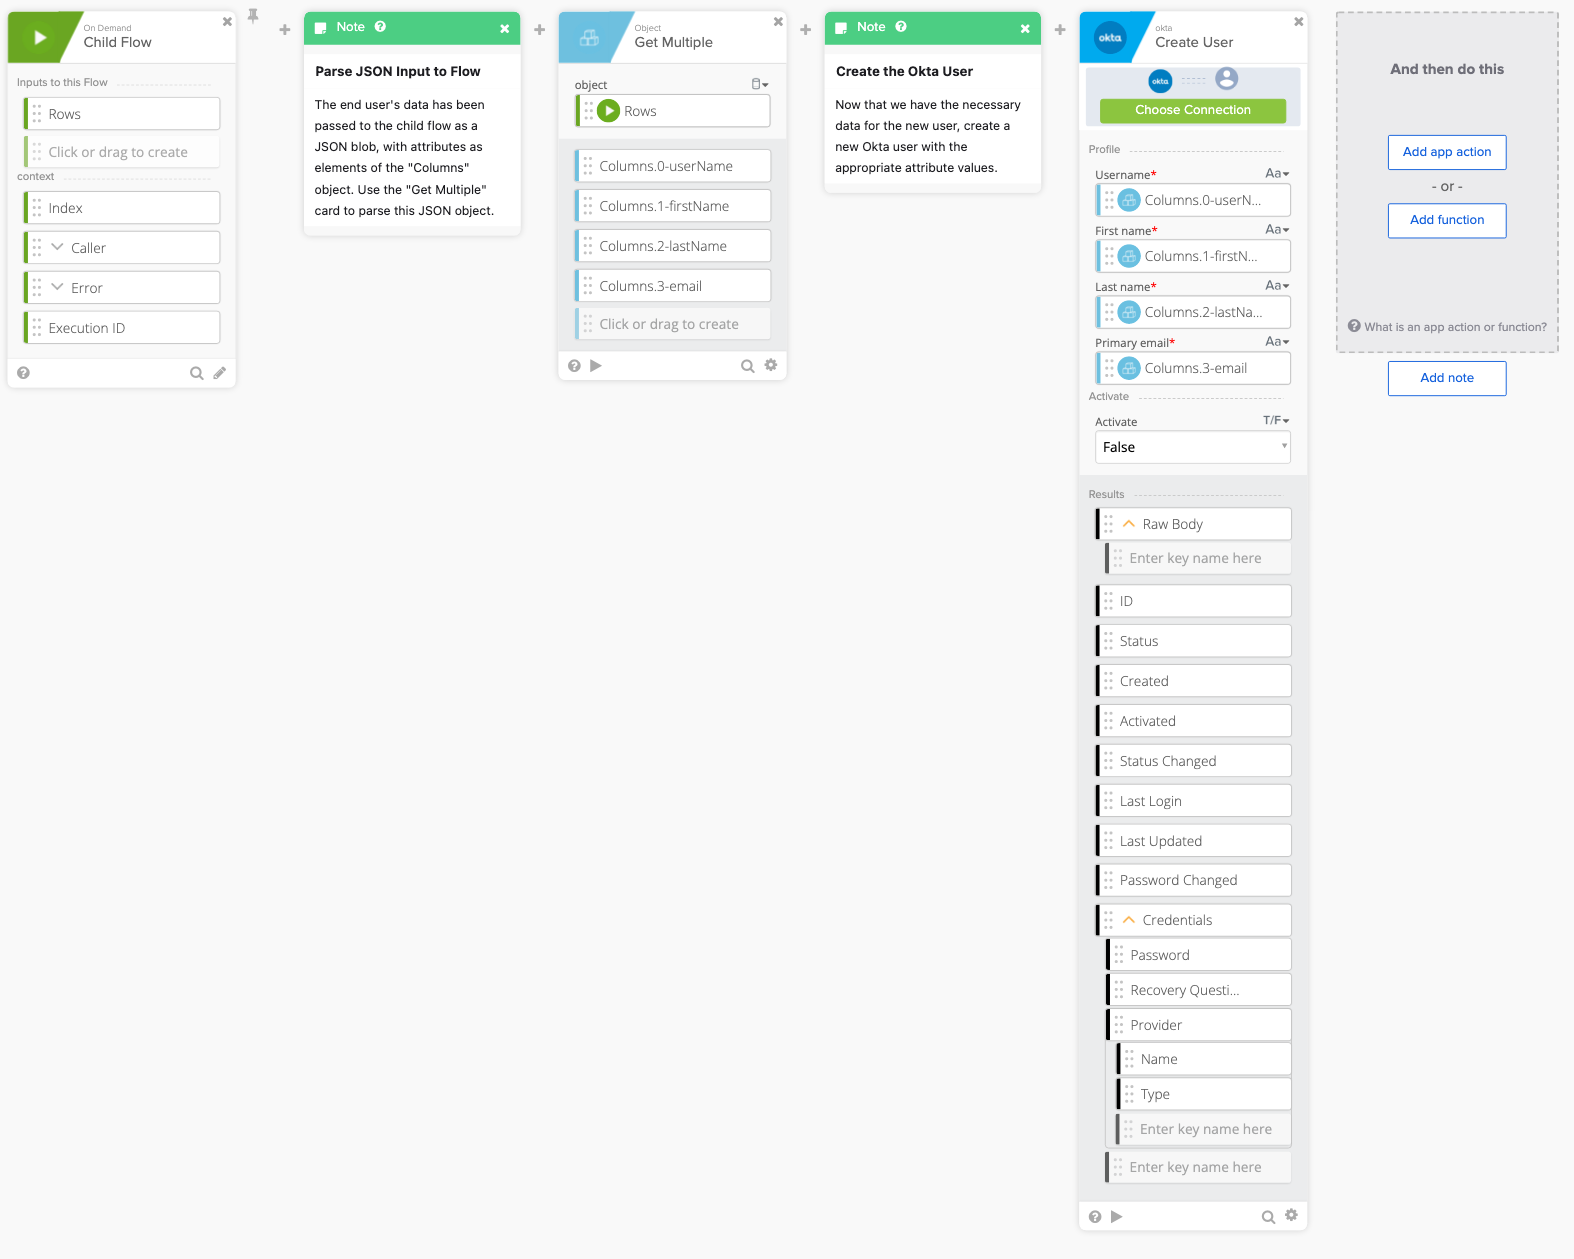 On Demand
Child Flow
Inputs to this Flow
Rows
Click or drag to create
context
Index
Caller
Error
Execution ID
Note
Parse JSON Input to Flow
The end user's data has been
passed to the child flow as a
JSON blob, with attributes as
elements of the "Columns"
object. Use the "Get Multiple"
card to parse this JSON object.
Object
Get Multiple
object
Rows
Columns.0-userName
Columns.1-firstName
Columns.2-lastName
Columns.3-email
Click or drag to create
Note
Create the Okta User
Now that we have the necessary
data for the new user, create a
new Okta user with the
appropriate attribute values.
okta
okta
Create User
okta
Choose Connection
Profile
Username* Aa
Columns.0-userN...
First name* Aa
Columns.1-firstN...
Last name* Aa
Columns.2-lastNa...
Primary email* Aa
Columns.3-email
Activate
Activate T/F
False
Results
Raw Body
Enter key name here
ID
Status
Created
Activated
Status Changed
Last Login
Last Updated
Password Changed
Credentials
Password
Recovery Questi...
Provider
Name
Type
Enter key name here
Enter key name here
And then do this
Add app action
- or -
Add function
What is an app action or function?
Add note